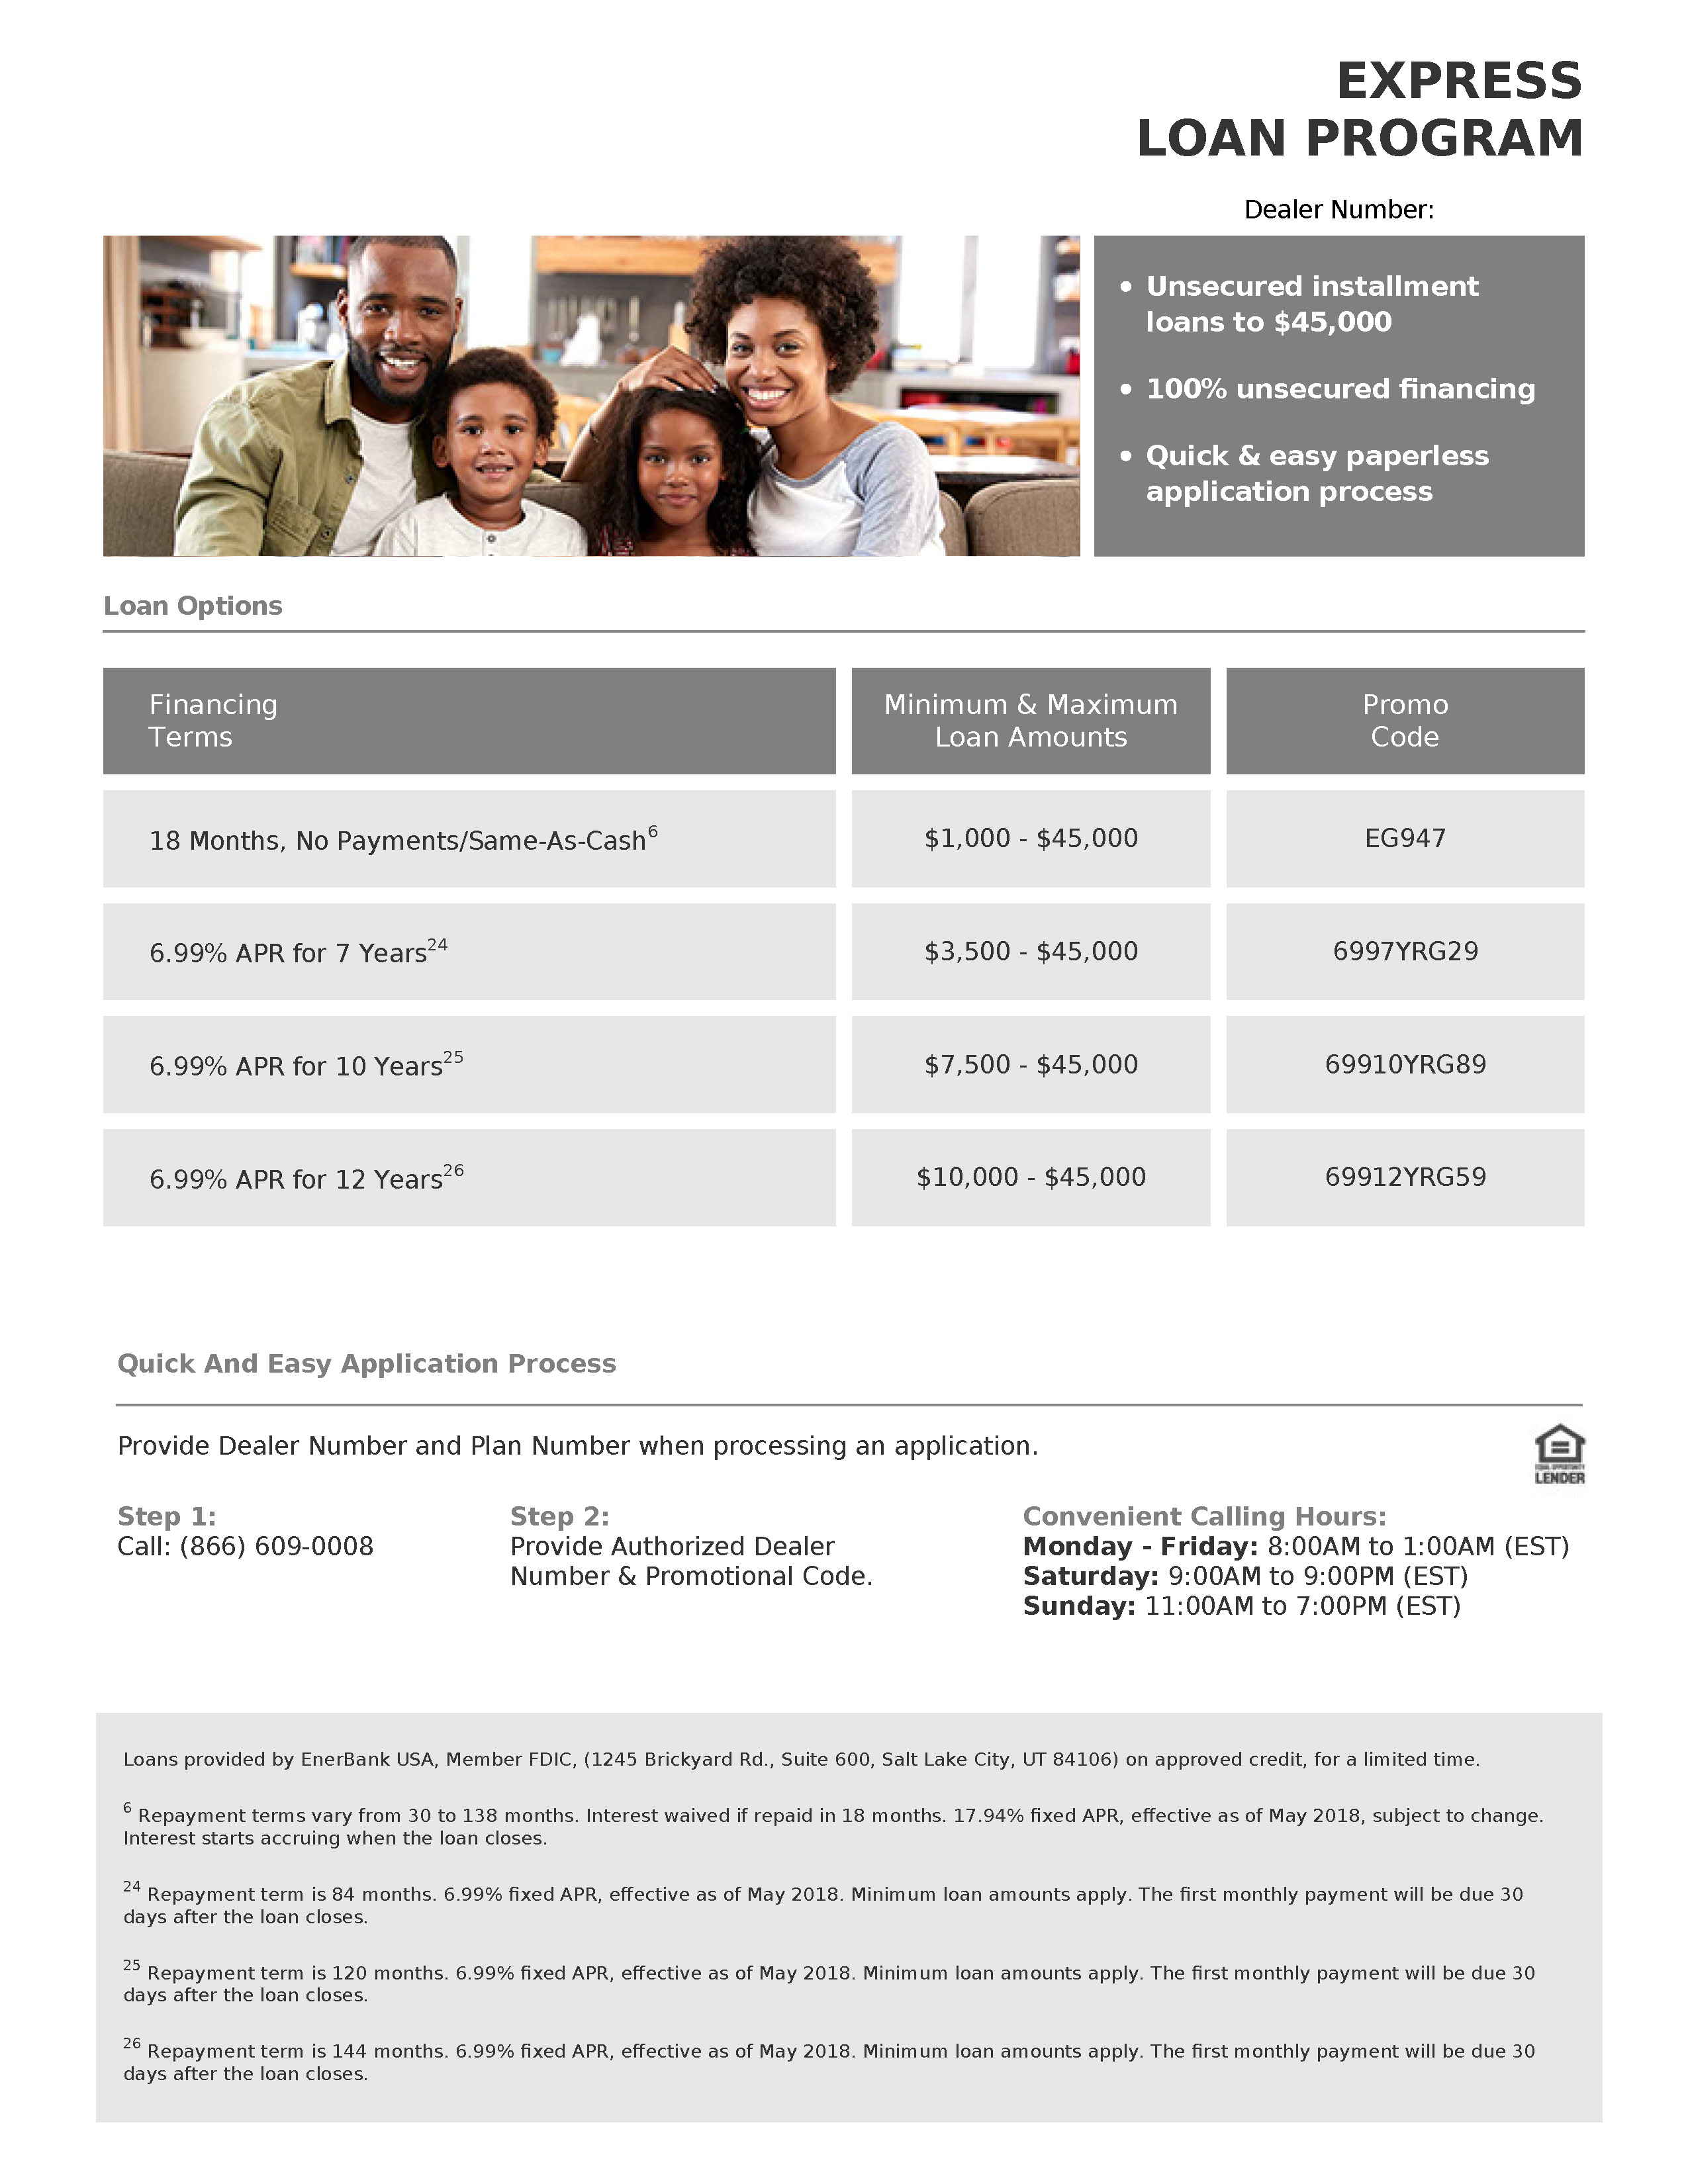 EXPRESS
LOAN PROGRAM
Dealer Number:
• Unsecured installment
loans to $45,000
• 100% unsecured financing
• Quick & easy paperless
application process
Loan Options
Financing
Terms
Minimum & Maximum
Loan Amounts
Promo
Code
18 Months, No Payments/Same-As-Cash6 $1,000 - $45,000 EG947
6.99% APR for 7 Years24 $3,500 - $45,000 6997YRG29
6.99% APR for 10 Years25 $7,500 - $45,000 69910YRG89
6.99% APR for 12 Years26 $10,000 - $45,000 69912YRG59
Quick And Easy Application Process
Provide Dealer Number and Plan Number when processing an application.
EQUAL OPPORTUNITY
LENDER
Step 1:
Call: (866) 609-0008
Step 2:
Provide Authorized Dealer
Number & Promotional Code.
Convenient Calling Hours:
Monday - Friday: 8:00AM to 1:00AM (EST)
Saturday: 9:00AM to 9:00PM (EST)
Sunday: 11:00AM to 7:00PM (EST)
Loans provided by EnerBank USA, Member FDIC, (1245 Brickyard Rd., Suite 600, Salt Lake City, UT 84106) on approved credit, for a limited time.
6 Repayment terms vary from 30 to 138 months. Interest waived if repaid in 18 months. 17.94% fixed APR, effective as of May 2018, subject to change.
Interest starts accruing when the loan closes.
24 Repayment term is 84 months. 6.99% fixed APR, effective as of May 2018. Minimum loan amounts apply. The first monthly payment will be due 30
days after the loan closes.
25 Repayment term is 120 months. 6.99% fixed APR, effective as of May 2018. Minimum loan amounts apply. The first monthly payment will be due 30
days after the loan closes.
26 Repayment term is 144 months. 6.99% fixed APR, effective as of May 2018. Minimum loan amounts apply. The first monthly payment will be due 30
days after the loan closes.